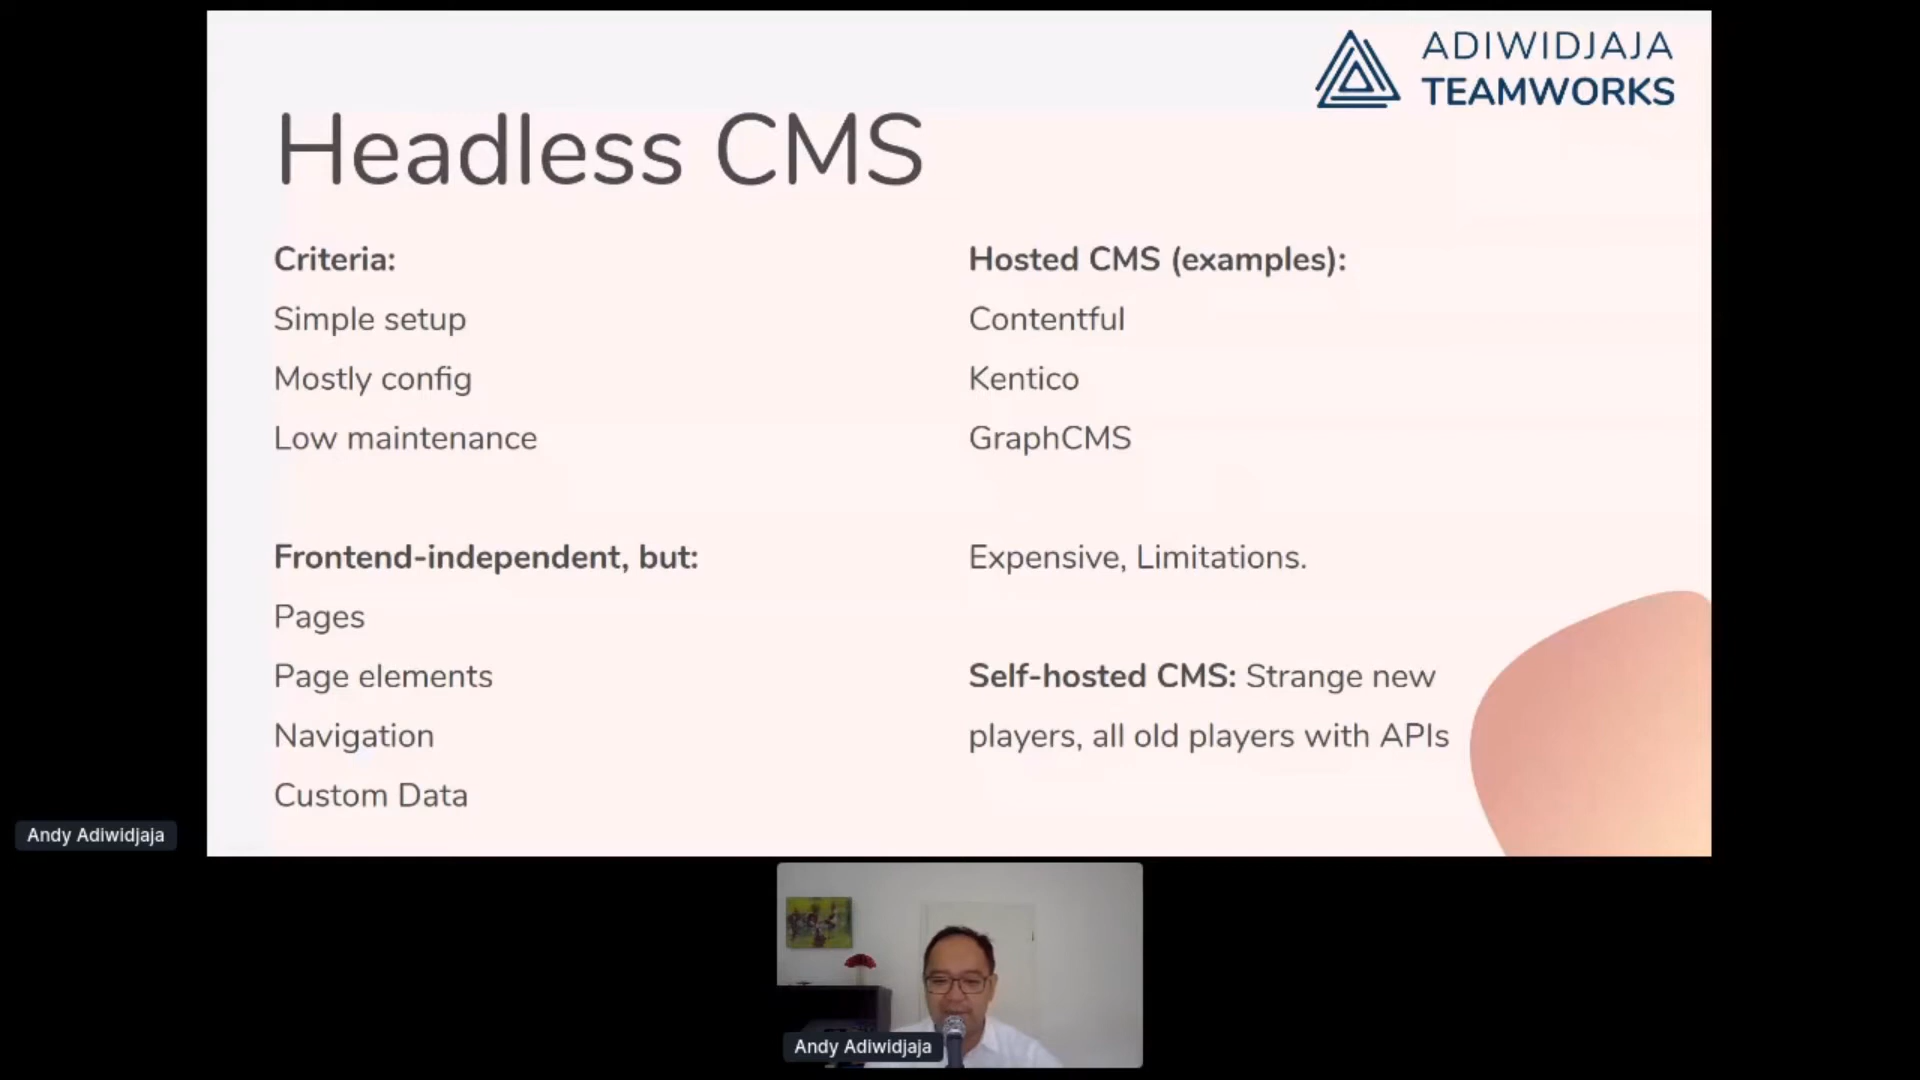 ADIWIDJAJA
TEAMWORKS
Headless CMS
Criteria:
Simple setup
Mostly config
Low maintenance
Frontend-independent, but:
Pages
Page elements
Navigation
Custom Data
Hosted CMS (examples):
Contentful
Kentico
GraphCMS
Expensive, Limitations.
Self-hosted CMS: Strange new
players, all old players with APIs
Andy Adiwidjaja
Andy Adiwidjaja